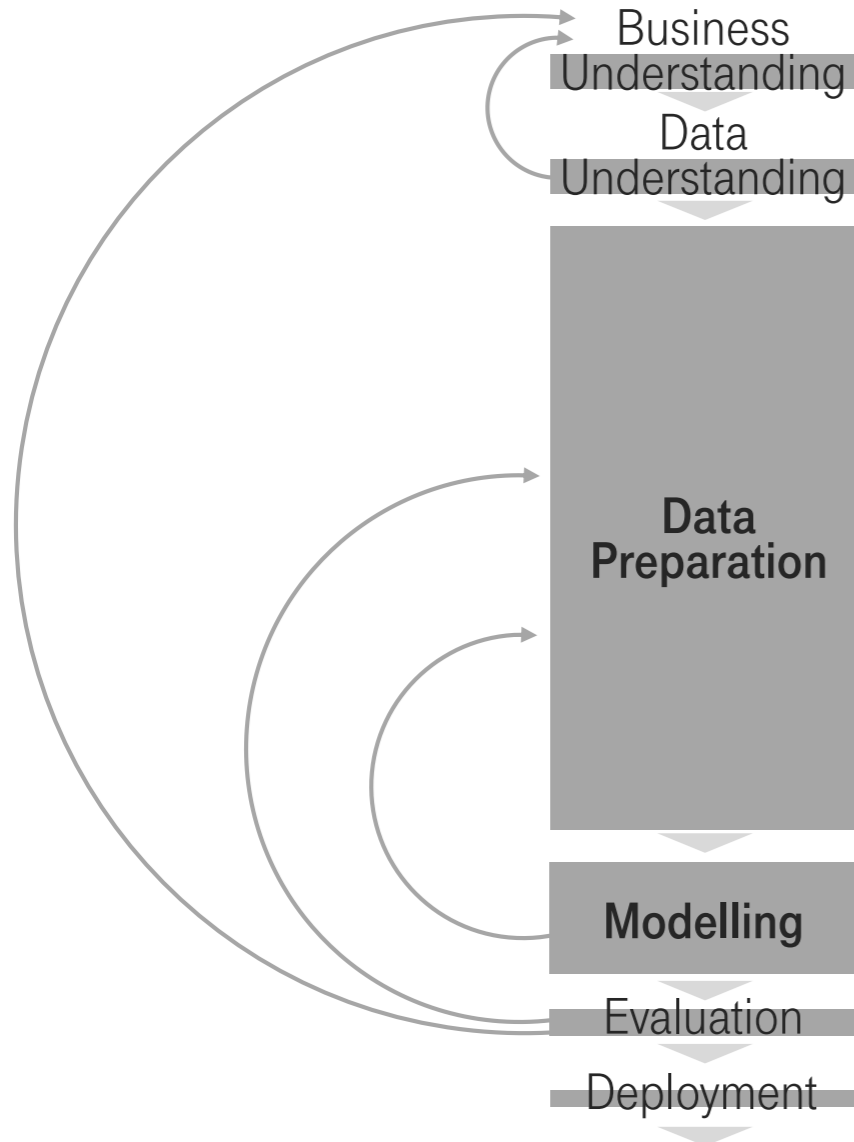 Business
Understanding
Data
Understanding
Data
Preparation
Modelling
Evaluation
Deployment